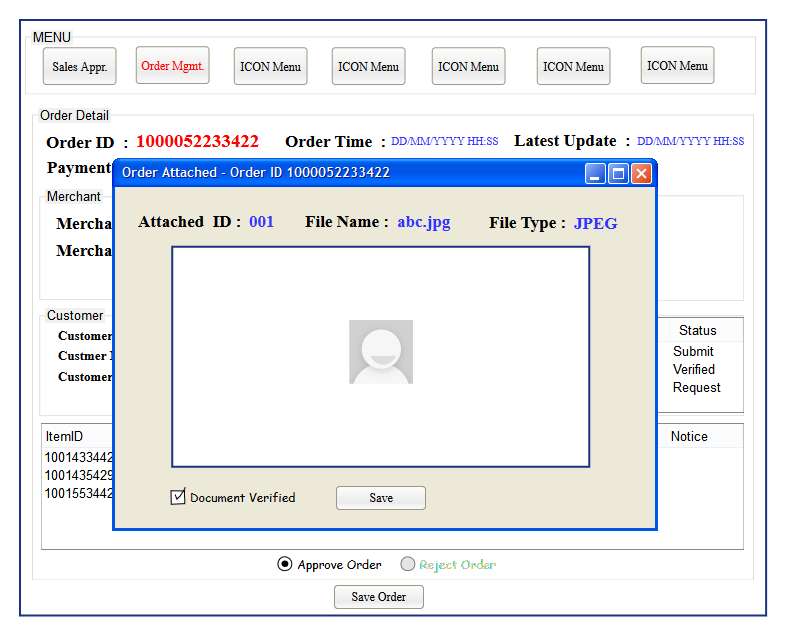 MENU
Sales Appr. Order Mgmt. ICON Menu ICON Menu ICON Menu ICON Menu ICON Menu
Order Detail
Order ID : 1000052233422 Order Time : DD/MM/YYYY HH:SS Latest Update : DD/MM/YYYY HH:SS
Payment
Order Attached - Order ID 1000052233422
Merchant
Mercha
Mercha
Attached ID : 001 File Name : abc.jpg File Type : JPEG
Customer
Customer
Custmer
Customer
Status
Submit
Verified
Request
ItemID Notice
1001433442
1001435429
1001553442
Document Verified Save
Approve Order Reject Order
Save Order